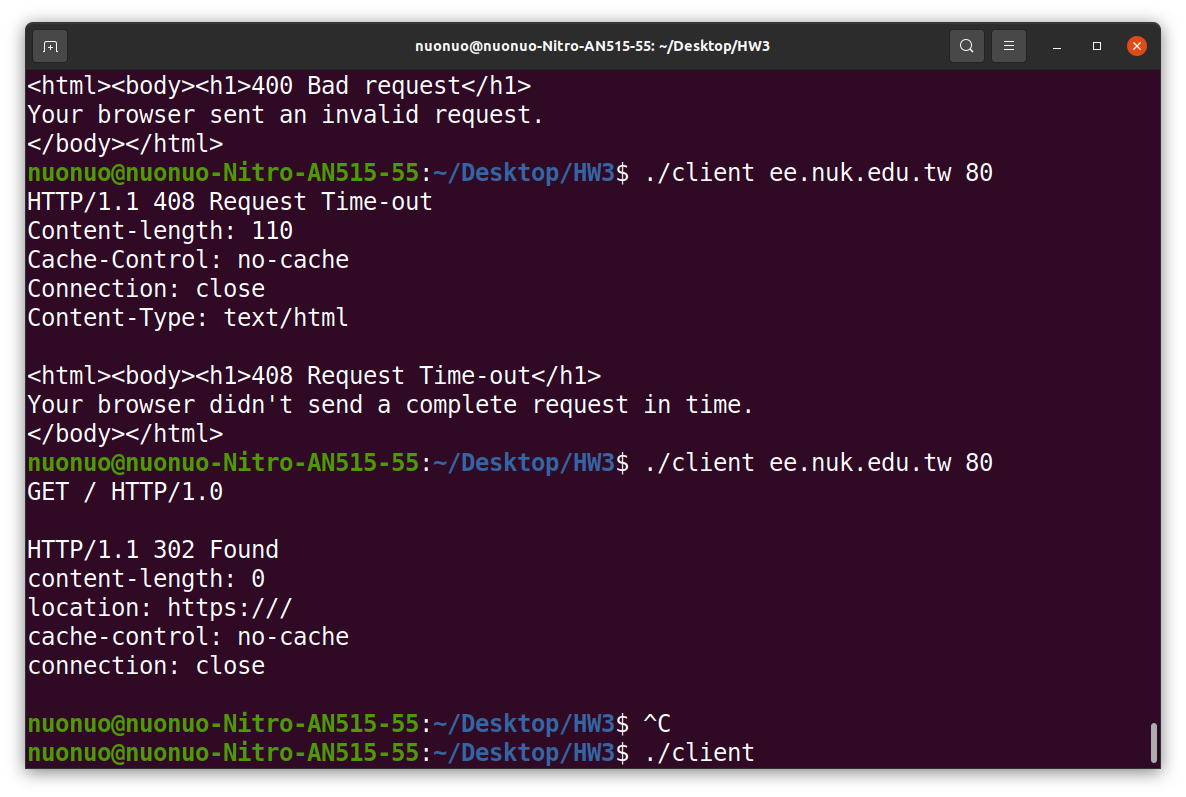 nuonuo@nuonuo-Nitro-AN515-55: ~/Desktop/HW3
<html><body><h1>400 Bad request</h1>
Your browser sent an invalid request.
</body></html>
nuonuo@nuonuo-Nitro-AN515-55:~/Desktop/HW3$ ./client ee.nuk.edu.tw 80
HTTP/1.1 408 Request Time-out
Content-length: 110
Cache-Control: no-cache
Connection: close
Content-Type: text/html

<html><body><h1>408 Request Time-out</h1>
Your browser didn't send a complete request in time.
</body></html>
nuonuo@nuonuo-Nitro-AN515-55:~/Desktop/HW3$ ./client ee.nuk.edu.tw 80
GET / HTTP/1.0

HTTP/1.1 302 Found
content-length: 0
location: https:///
cache-control: no-cache
connection: close

nuonuo@nuonuo-Nitro-AN515-55:~/Desktop/HW3$ ^C
nuonuo@nuonuo-Nitro-AN515-55:~/Desktop/HW3$ ./client